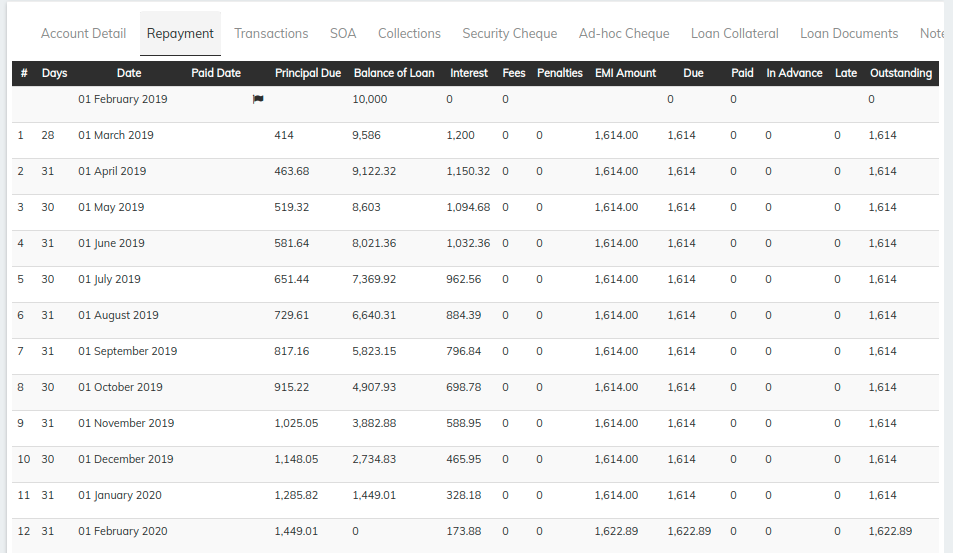 Account Detail Repayment Transactions SOA Collections Security Cheque Ad-hoc Cheque Loan Collateral Loan Documents Note
# Days Date Paid Date Principal Due Balance of Loan Interest Fees Penalties EMI Amount Due Paid In Advance Late Outstanding
01 February 2019 10,000 0 0 0 0 0
1 28 01 March 2019 414 9,586 1,200 0 0 1,614.00 1,614 0 0 0 1,614
2 31 01 April 2019 463.68 9,122.32 1,150.32 0 0 1,614.00 1,614 0 0 0 1,614
3 30 01 May 2019 519.32 8,603 1,094.68 0 0 1,614.00 1,614 0 0 0 1,614
4 31 01 June 2019 581.64 8,021.36 1,032.36 0 0 1,614.00 1,614 0 0 0 1,614
5 30 01 July 2019 651.44 7,369.92 962.56 0 0 1,614.00 1,614 0 0 0 1,614
6 31 01 August 2019 729.61 6,640.31 884.39 0 0 1,614.00 1,614 0 0 0 1,614
7 31 01 September 2019 817.16 5,823.15 796.84 0 0 1,614.00 1,614 0 0 0 1,614
8 30 01 October 2019 915.22 4,907.93 698.78 0 0 1,614.00 1,614 0 0 0 1,614
9 31 01 November 2019 1,025.05 3,882.88 588.95 0 0 1,614.00 1,614 0 0 0 1,614
10 30 01 December 2019 1,148.05 2,734.83 465.95 0 0 1,614.00 1,614 0 0 0 1,614
11 31 01 January 2020 1,285.82 1,449.01 328.18 0 0 1,614.00 1,614 0 0 0 1,614
12 31 01 February 2020 1,449.01 0 173.88 0 0 1,622.89 1,622.89 0 0 0 1,622.89